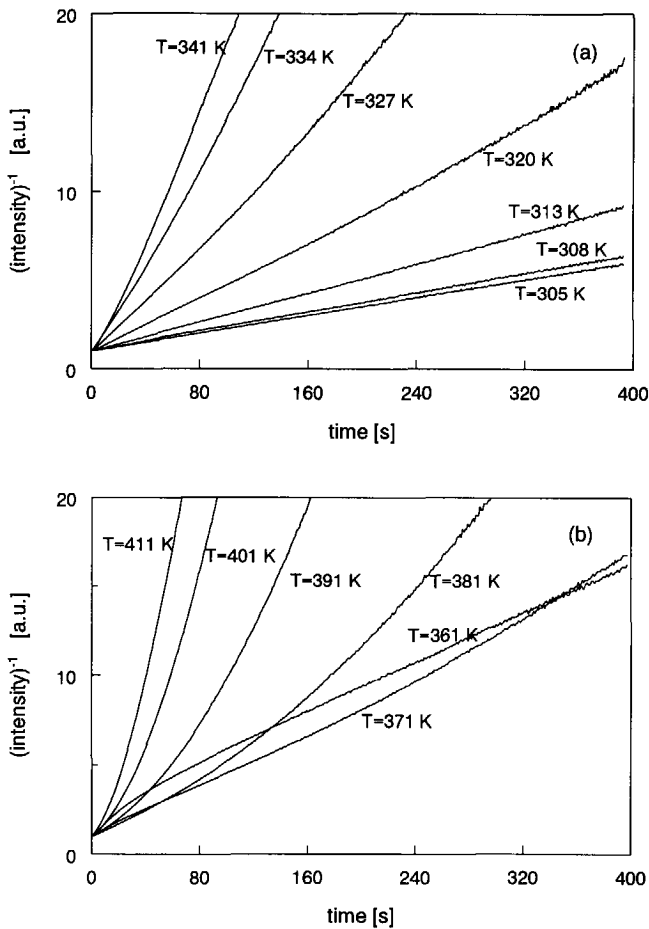 20
(a)
T=341 K
T=334 K
T=327 K
T=320 K
T=313 K
T=308 K
T=305 K
10
0
(intensity)⁻¹ [a.u.]
0 80 160 240 320 400
time [s]
20
(b)
T=411 K
T=401 K
T=391 K
T=381 K
T=361 K
T=371 K
10
0
(intensity)⁻¹ [a.u.]
0 80 160 240 320 400
time [s]